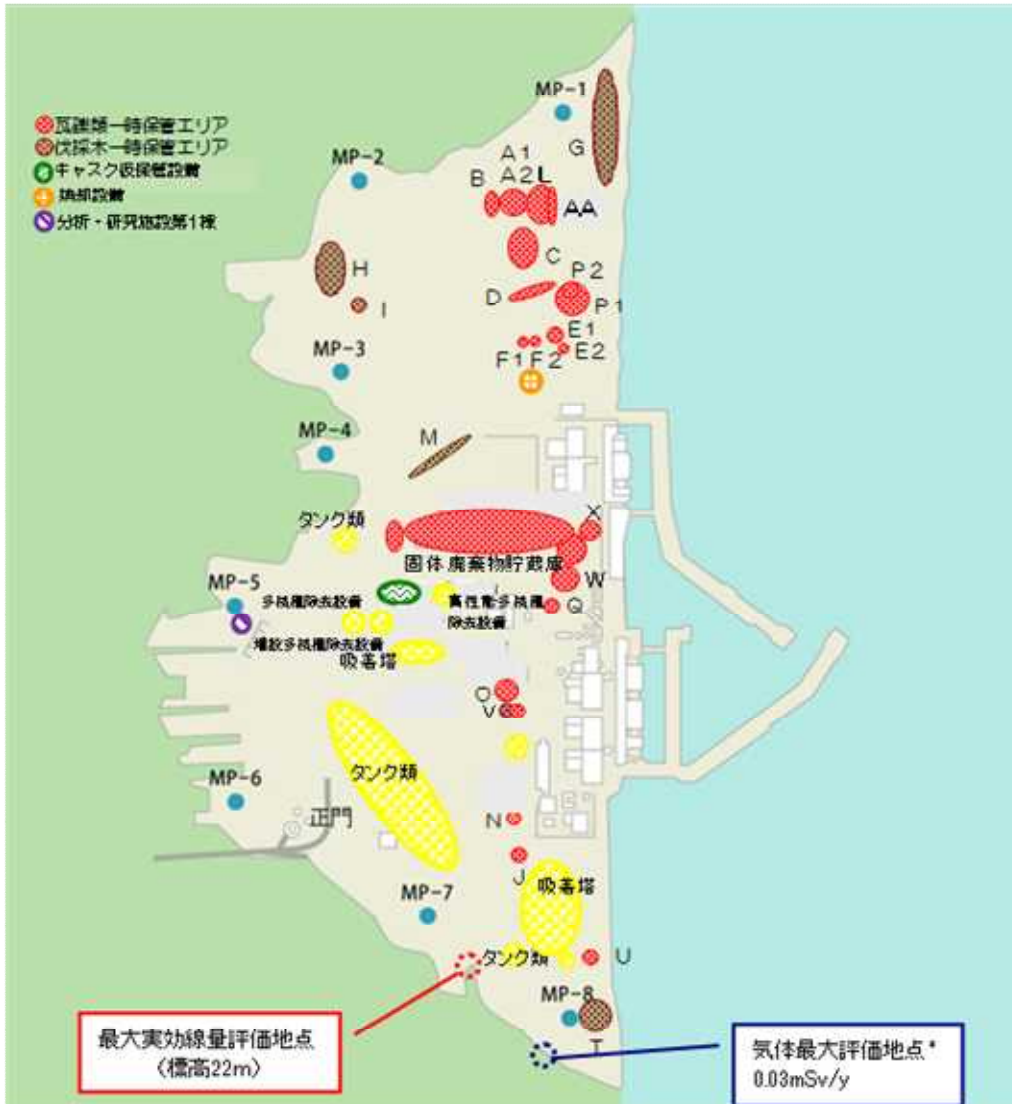 MP-1
瓦礫類一時保管エリア
伐採木一時保管エリア
キャスク仮保管設備
焼却設備
分析・研究施設第1棟
MP-2
A1
A2 L
B
G
AA
C
H
I
D
P2
P1
E1
E2
F1 F2
MP-3
MP-4
M
タンク類
X
固体廃棄物貯蔵庫
W
MP-5
多核種除去設備
高性能多核種
除去設備
Q
増設多核種除去設備
吸着塔
O
V
タンク類
MP-6
正門
N
J
吸着塔
MP-7
タンク類
U
MP-8
T
最大実効線量評価地点
(標高22m)
気体最大評価地点*
0.03mSv/y